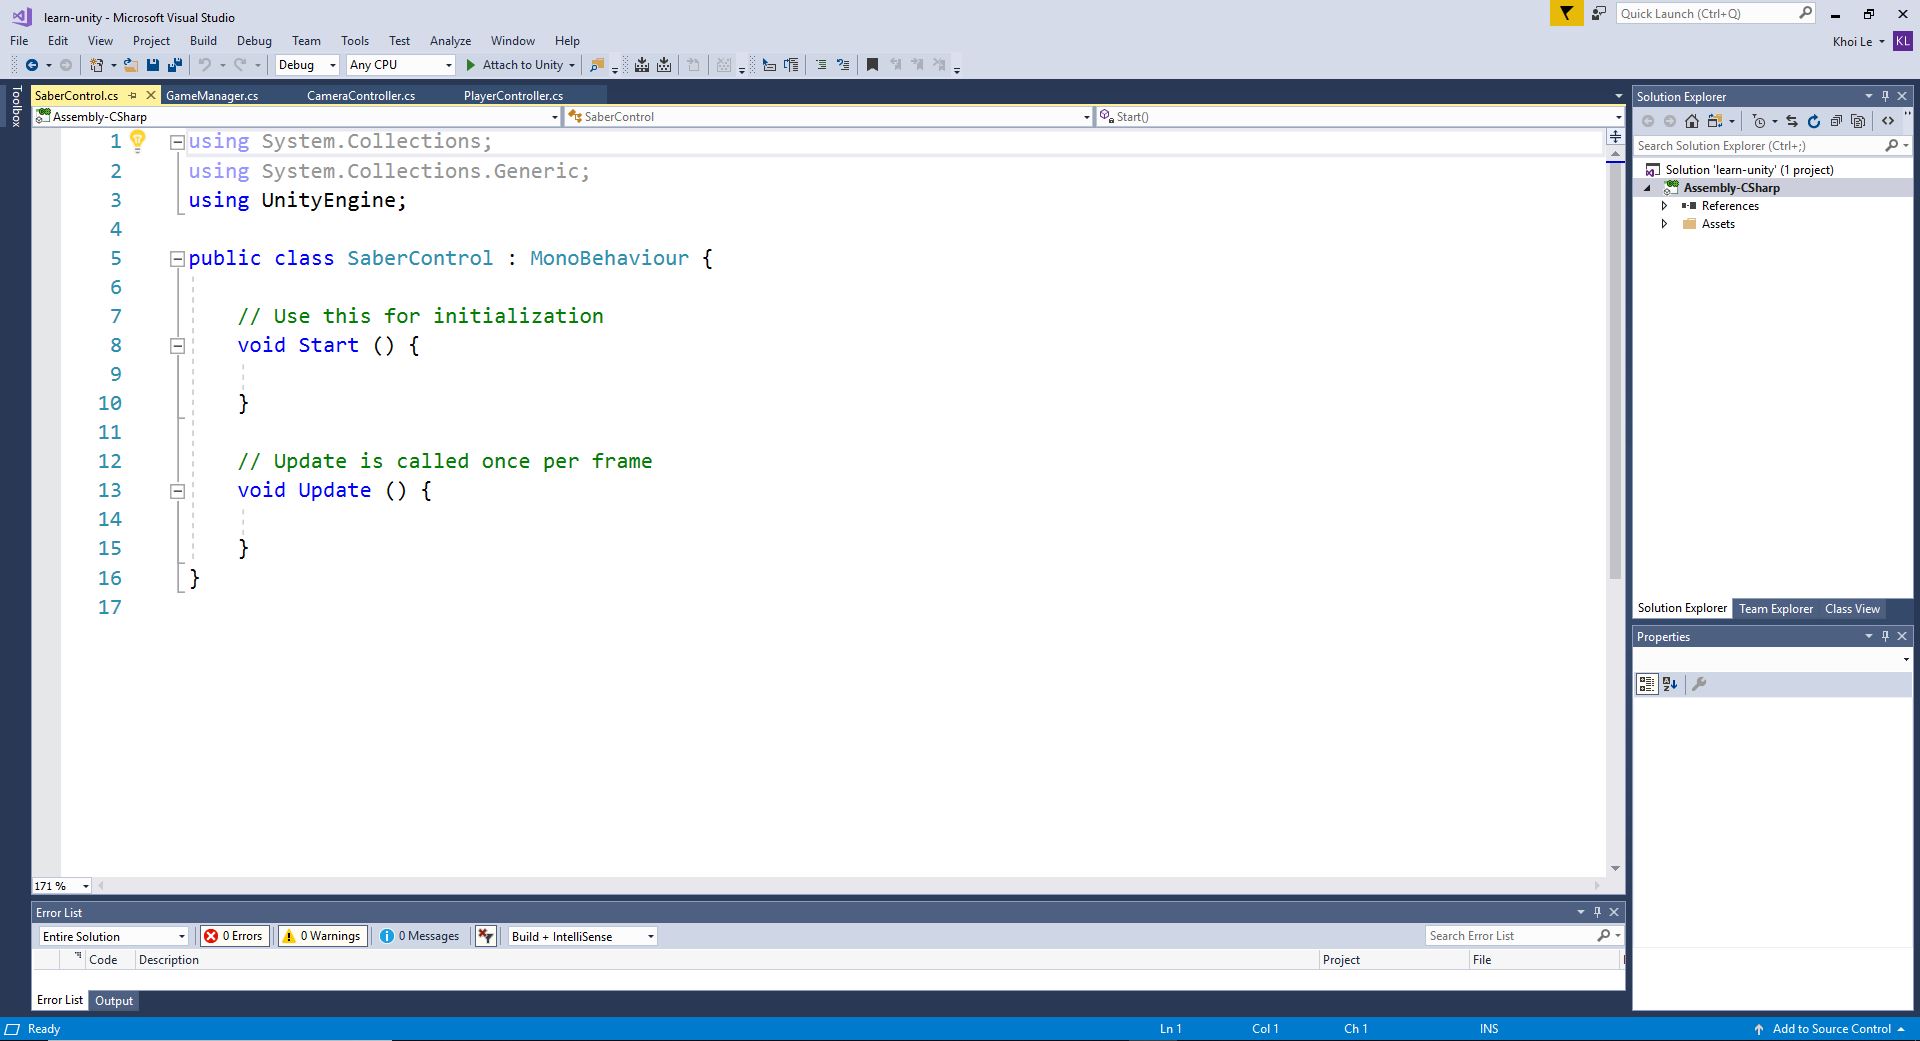 learn-unity - Microsoft Visual Studio
Quick Launch (Ctrl+Q)
File Edit View Project Build Debug Team Tools Test Analyze Window Help
Khoi Le KL
Debug Any CPU Attach to Unity
Toolbox
SaberControl.cs GameManager.cs CameraController.cs PlayerController.cs
Assembly-CSharp SaberControl Start()
1 using System.Collections;
2 using System.Collections.Generic;
3 using UnityEngine;
4
5 public class SaberControl : MonoBehaviour {
6
7 // Use this for initialization
8 void Start () {
9
10 }
11
12 // Update is called once per frame
13 void Update () {
14
15 }
16 }
17
171 %
Solution Explorer
Search Solution Explorer (Ctrl+;)
Solution 'learn-unity' (1 project)
Assembly-CSharp
References
Assets
Solution Explorer Team Explorer Class View
Properties
Error List
Entire Solution 0 Errors 0 Warnings 0 Messages Build + IntelliSense Search Error List
Code Description Project File
Error List Output
Ready Ln 1 Col 1 Ch 1 INS Add to Source Control